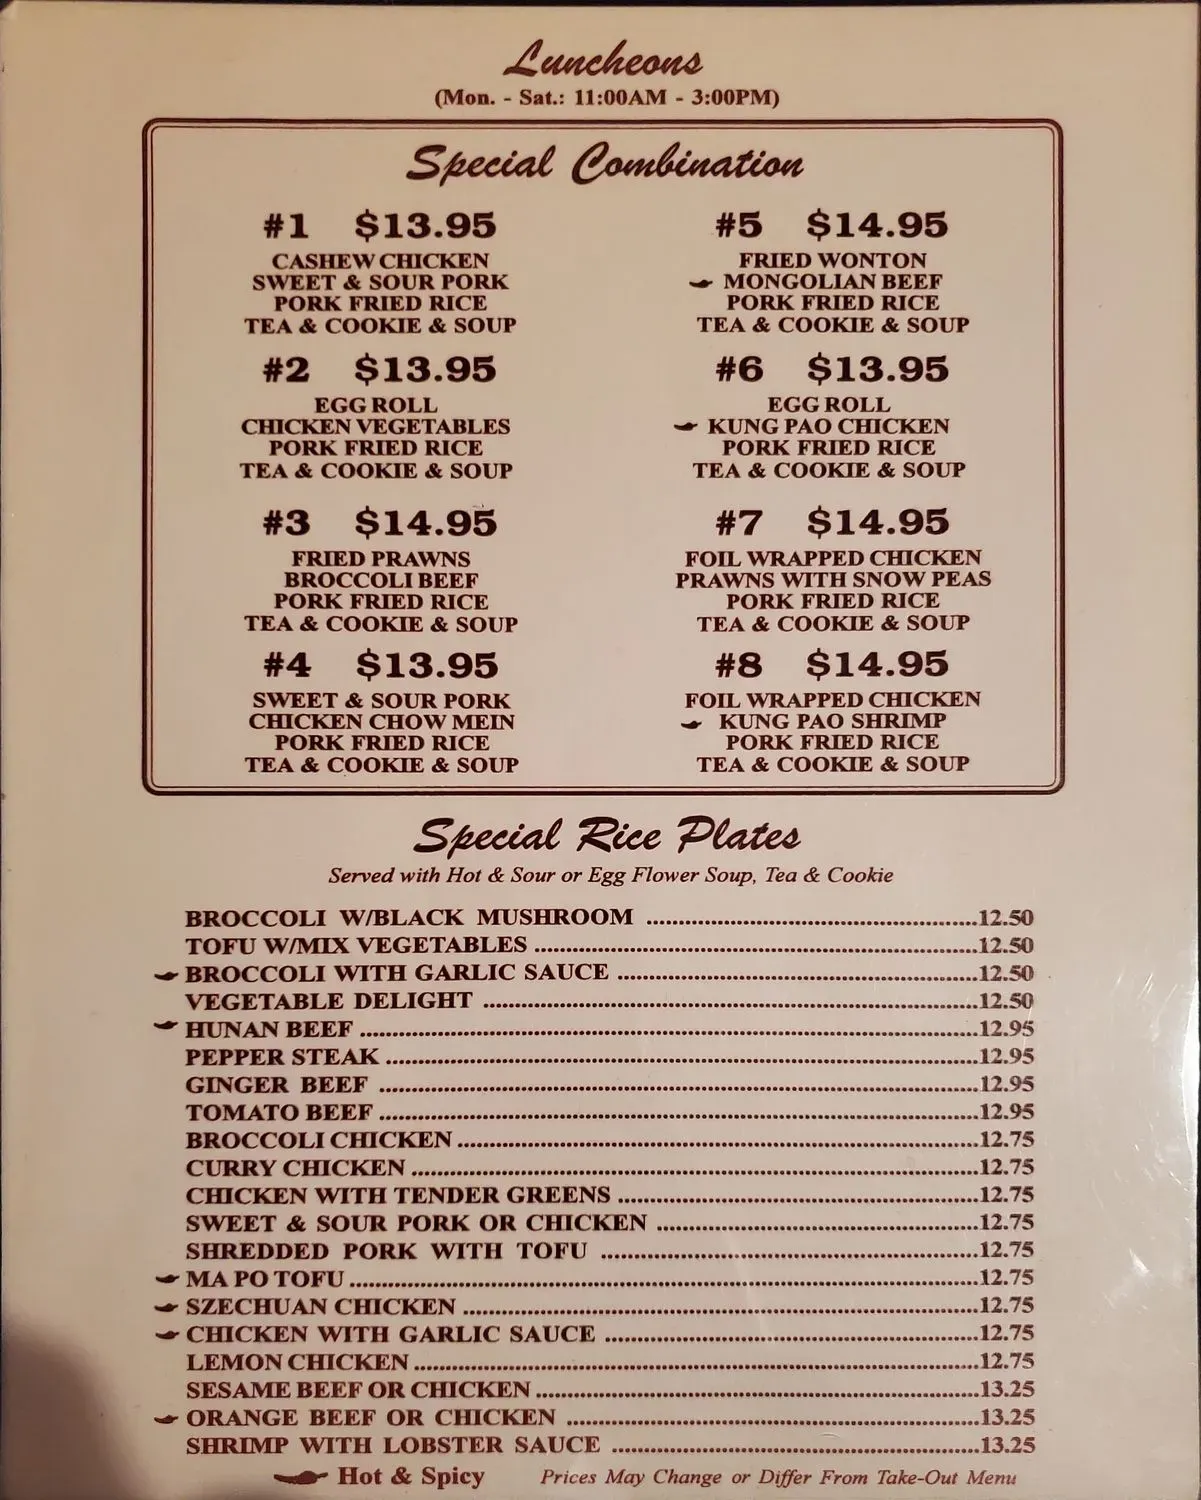 Luncheons
(Mon. - Sat.: 11:00AM - 3:00PM)
Special Combination
#1 $13.95
CASHEW CHICKEN
SWEET & SOUR PORK
PORK FRIED RICE
TEA & COOKIE & SOUP
#2 $13.95
EGG ROLL
CHICKEN VEGETABLES
PORK FRIED RICE
TEA & COOKIE & SOUP
#3 $14.95
FRIED PRAWNS
BROCCOLI BEEF
PORK FRIED RICE
TEA & COOKIE & SOUP
#4 $13.95
SWEET & SOUR PORK
CHICKEN CHOW MEIN
PORK FRIED RICE
TEA & COOKIE & SOUP
#5 $14.95
FRIED WONTON
MONGOLIAN BEEF
PORK FRIED RICE
TEA & COOKIE & SOUP
#6 $13.95
EGG ROLL
KUNG PAO CHICKEN
PORK FRIED RICE
TEA & COOKIE & SOUP
#7 $14.95
FOIL WRAPPED CHICKEN
PRAWNS WITH SNOW PEAS
PORK FRIED RICE
TEA & COOKIE & SOUP
#8 $14.95
FOIL WRAPPED CHICKEN
KUNG PAO SHRIMP
PORK FRIED RICE
TEA & COOKIE & SOUP
Special Rice Plates
Served with Hot & Sour or Egg Flower Soup, Tea & Cookie
BROCCOLI W/BLACK MUSHROOM ........ 12.50
TOFU W/MIX VEGETABLES ........ 12.50
BROCCOLI WITH GARLIC SAUCE ........ 12.50
VEGETABLE DELIGHT ........ 12.50
HUNAN BEEF ........ 12.95
PEPPER STEAK ........ 12.95
GINGER BEEF ........ 12.95
TOMATO BEEF ........ 12.95
BROCCOLI CHICKEN ........ 12.75
CURRY CHICKEN ........ 12.75
CHICKEN WITH TENDER GREENS ........ 12.75
SWEET & SOUR PORK OR CHICKEN ........ 12.75
SHREDDED PORK WITH TOFU ........ 12.75
MA PO TOFU ........ 12.75
SZECHUAN CHICKEN ........ 12.75
CHICKEN WITH GARLIC SAUCE ........ 12.75
LEMON CHICKEN ........ 12.75
SESAME BEEF OR CHICKEN ........ 13.25
ORANGE BEEF OR CHICKEN ........ 13.25
SHRIMP WITH LOBSTER SAUCE ........ 13.25
Hot & Spicy Prices May Change or Differ From Take-Out Menu